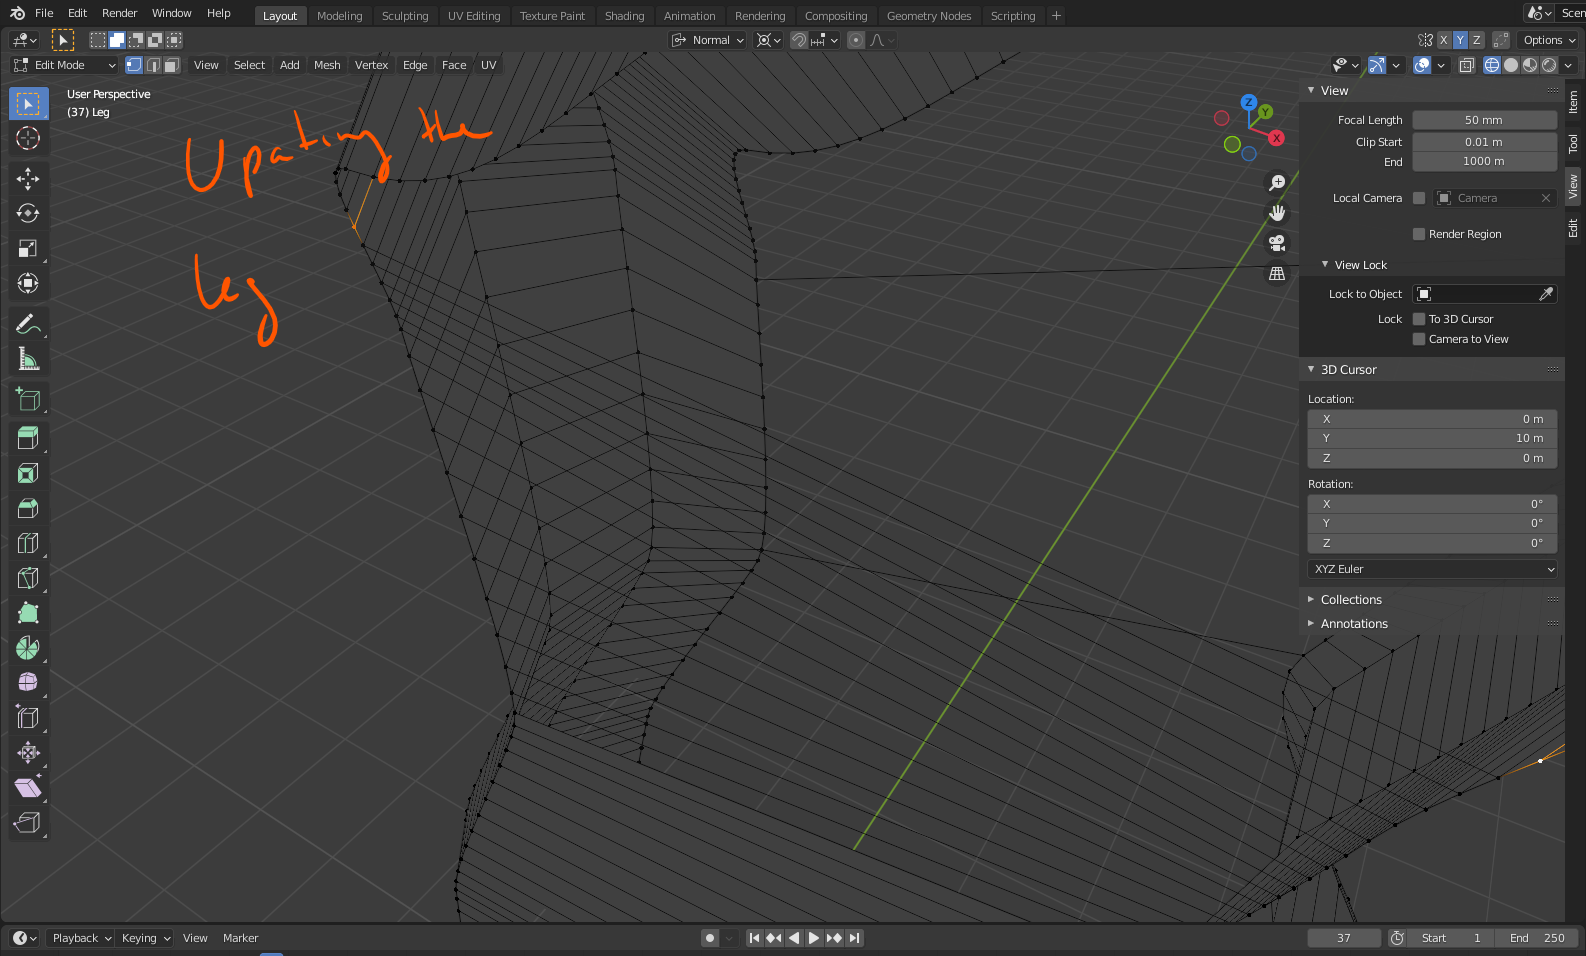 File Edit Render Window Help Layout Modeling Sculpting UV Editing Texture Paint Shading Animation Rendering Compositing Geometry Nodes Scripting + Scen
Normal X Y Z Options
Edit Mode View Select Add Mesh Vertex Edge Face UV
User Perspective
(37) Leg
Upating the
leg
Z
Y
X
View
Focal Length 50 mm
Clip Start 0.01 m
End 1000 m
Local Camera Camera
Render Region
View Lock
Lock to Object
Lock To 3D Cursor
Camera to View
3D Cursor
Location:
X 0 m
Y 10 m
Z 0 m
Rotation:
X 0°
Y 0°
Z 0°
XYZ Euler
Collections
Annotations
Item
Tool
View
Edit
Playback Keying View Marker 37 Start 1 End 250